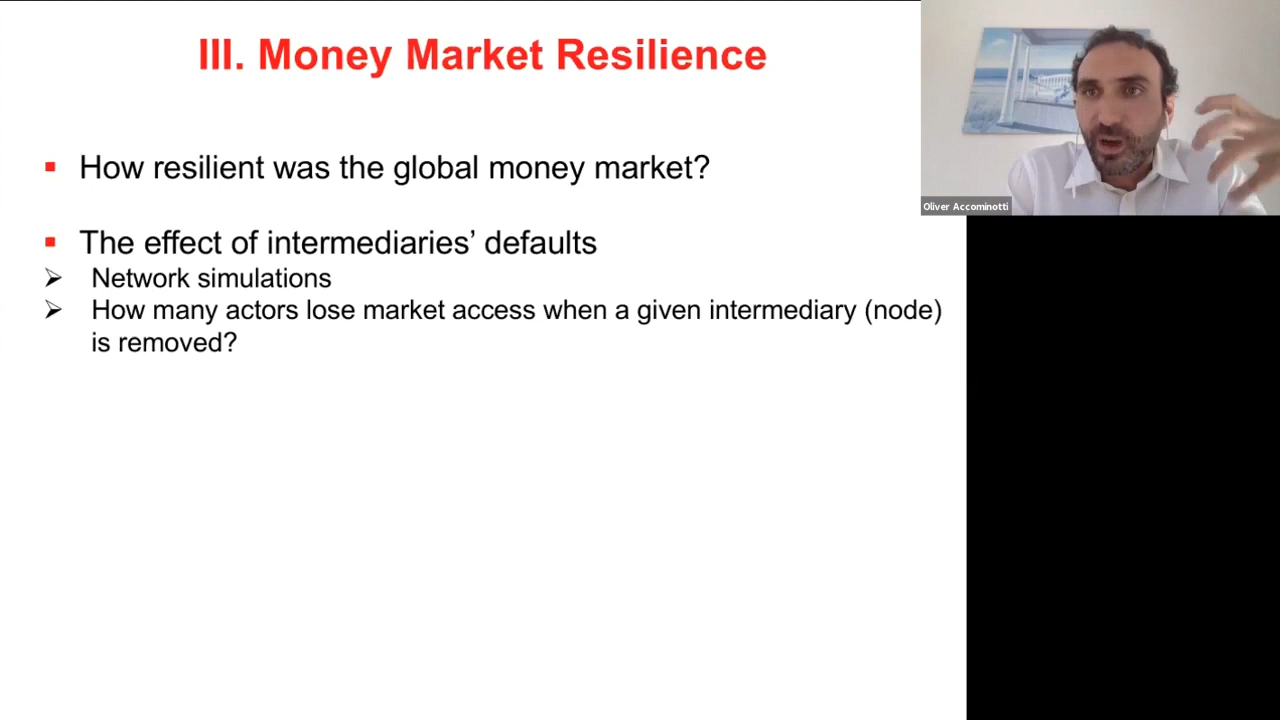 III. Money Market Resilience
▪ How resilient was the global money market?
▪ The effect of intermediaries’ defaults
➢ Network simulations
➢ How many actors lose market access when a given intermediary (node)
is removed?
Oliver Accominotti